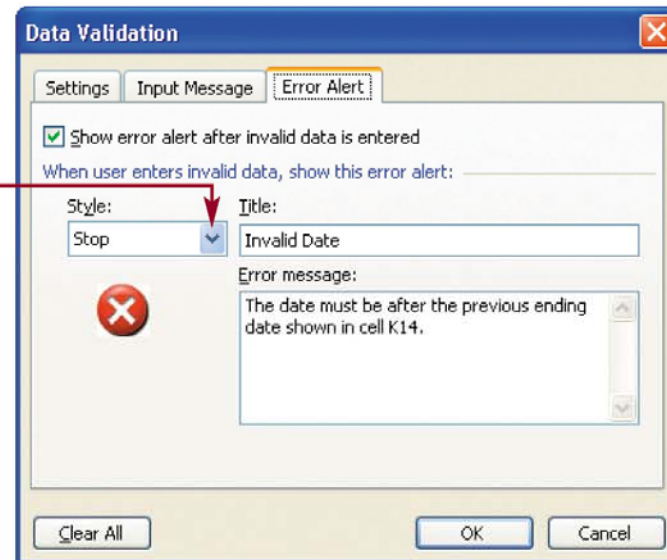 Data Validation
Settings
Input Message
Error Alert
Show error alert after invalid data is entered
When user enters invalid data, show this error alert:
Style:
Title:
Stop
Invalid Date
Error message:
The date must be after the previous ending
date shown in cell K14.
Clear All
OK
Cancel